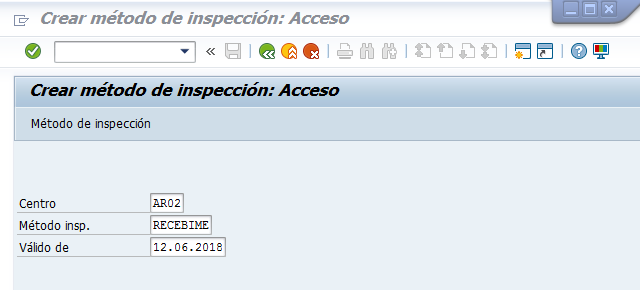 Crear método de inspección: Acceso
Crear método de inspección: Acceso
Método de inspección
Centro AR02
Método insp. RECEBIME
Válido de 12.06.2018